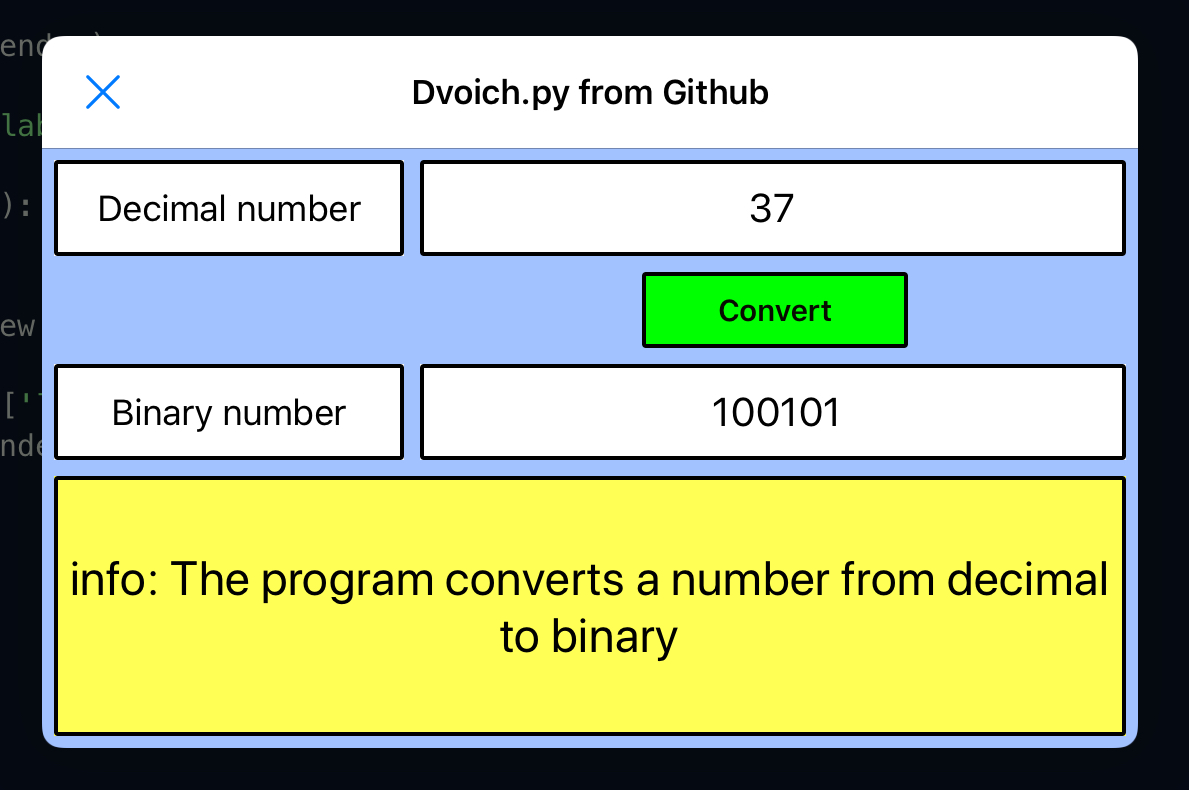 end
Dvoich.py from Github
lab
):
Decimal number
37
Convert
ew
Binary number
100101
['
nde
info: The program converts a number from decimal
to binary